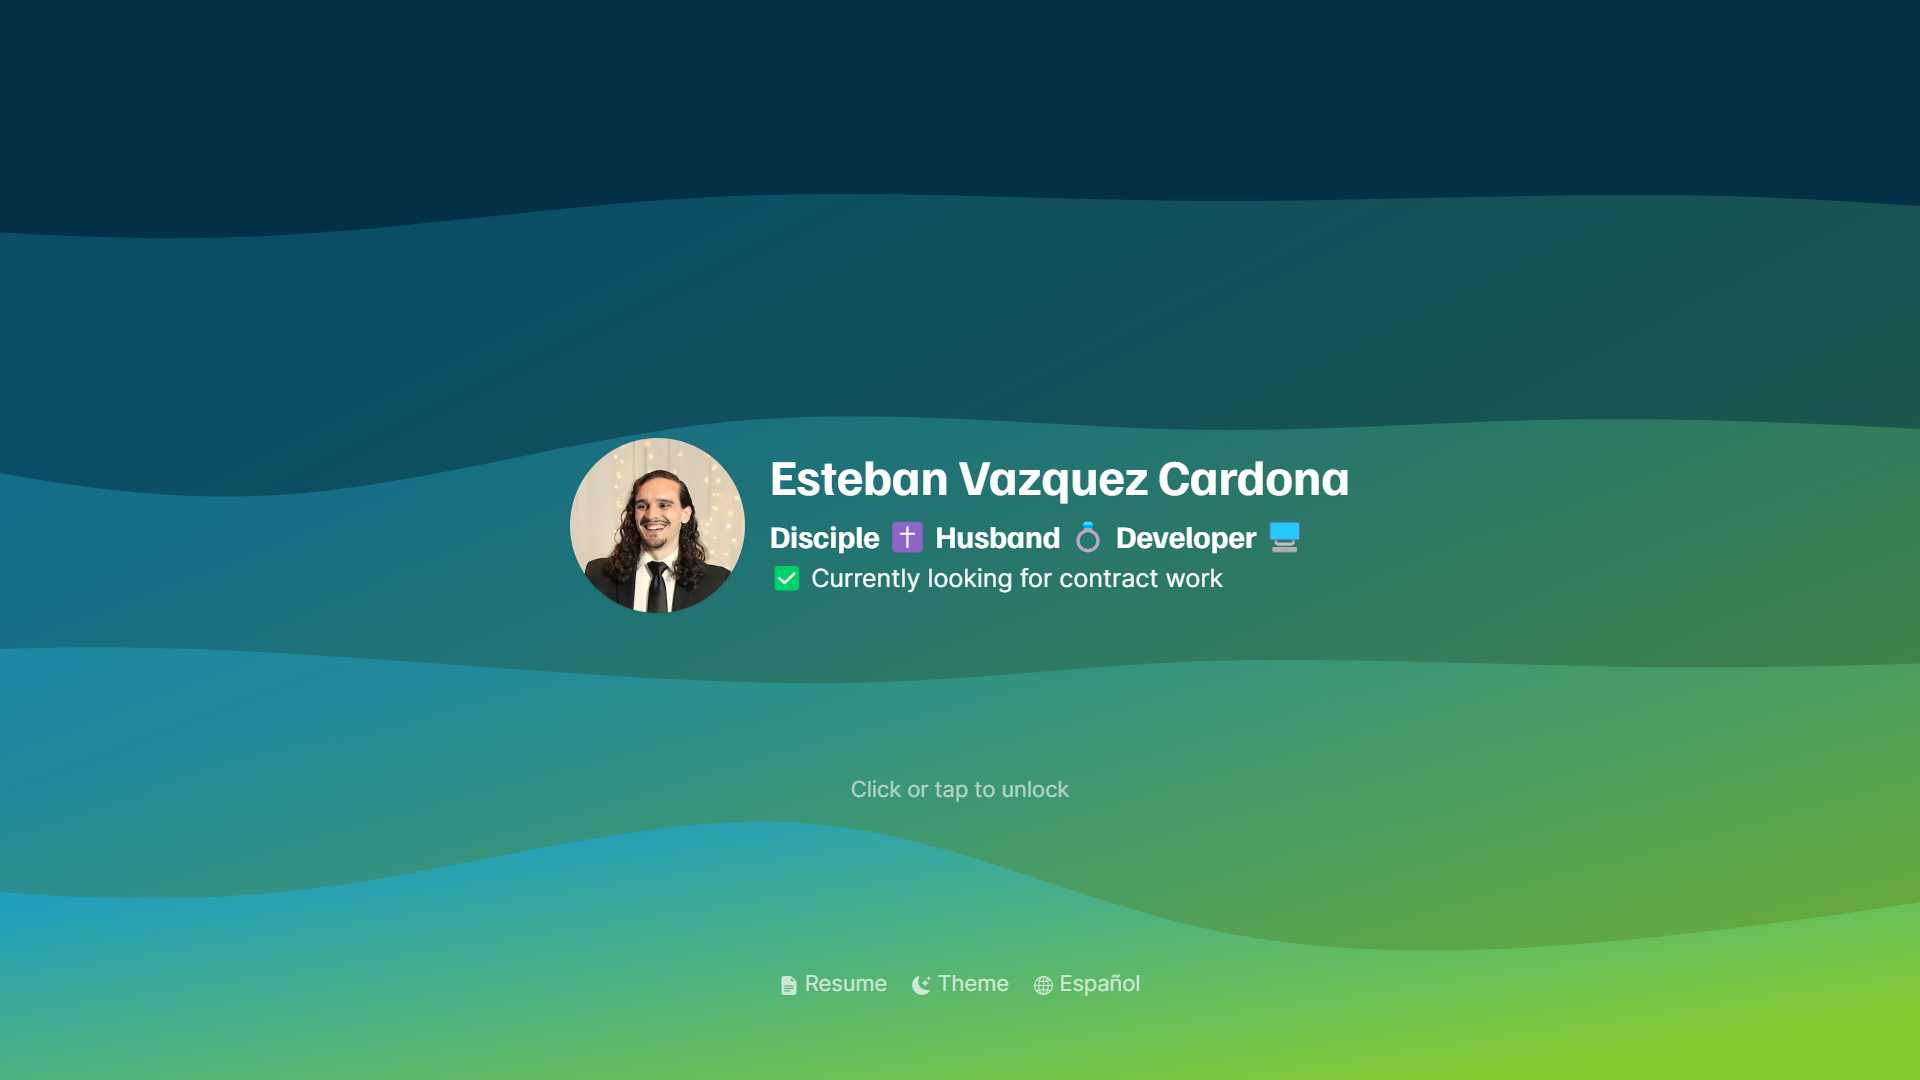 Esteban Vazquez Cardona
Disciple ✝️ Husband 💍 Developer 🖥️
✅ Currently looking for contract work
Click or tap to unlock
Resume Theme Español